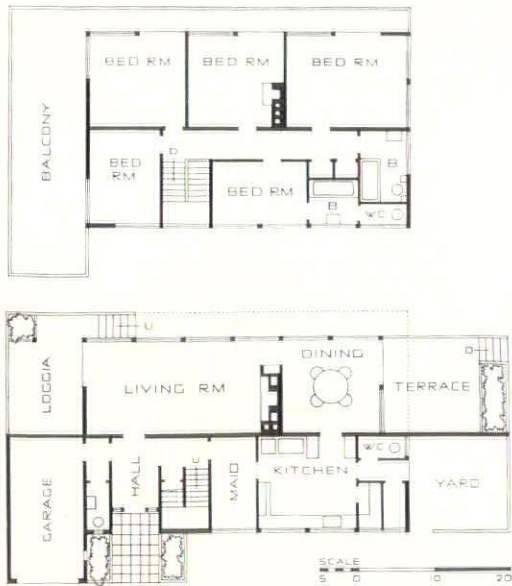 BED RM
BED RM
BED RM
BALCONY
BED
RM
D
BED RM
B
B
WC
U
DINING
LOGGIA
LIVING RM
TERRACE
D
HALL
U
MAID
KITCHEN
WC
GARAGE
YARD
SCALE
5 0 10 20